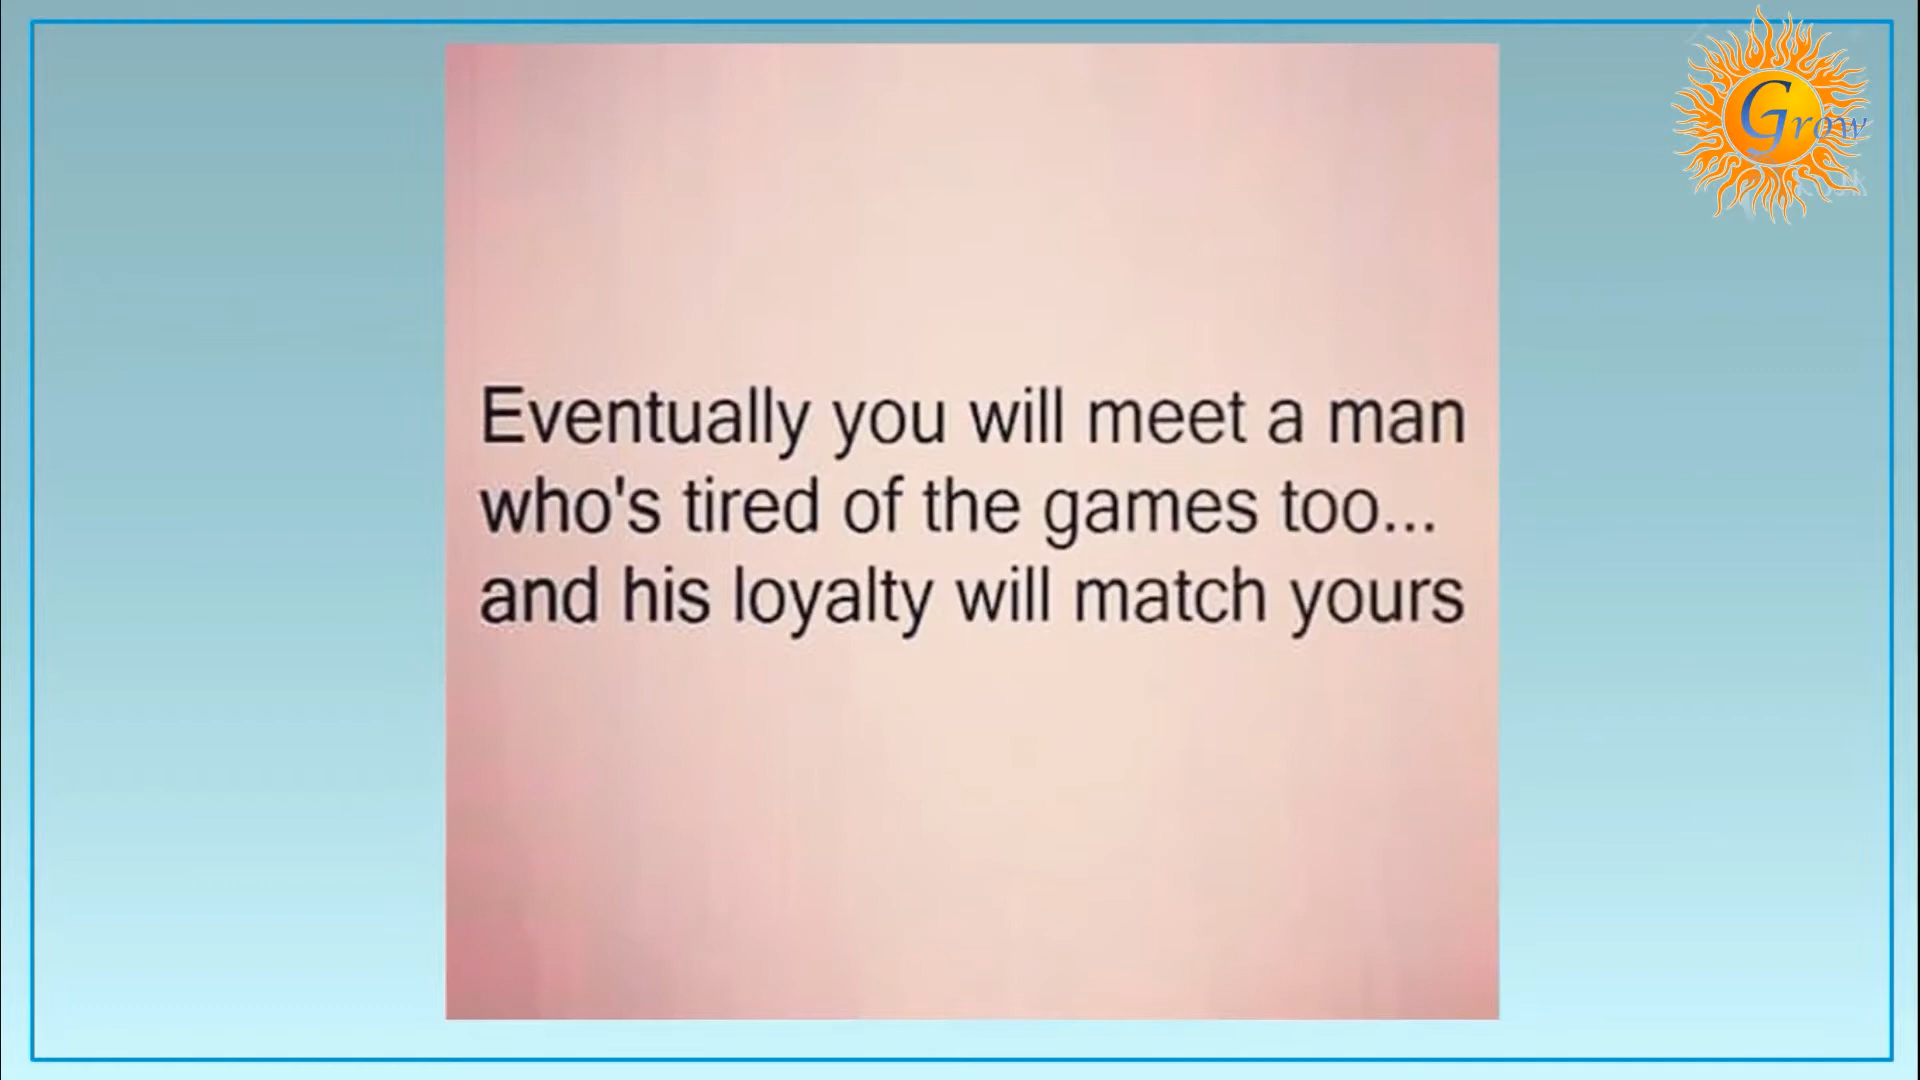 Grow
Eventually you will meet a man
who's tired of the games too...
and his loyalty will match yours